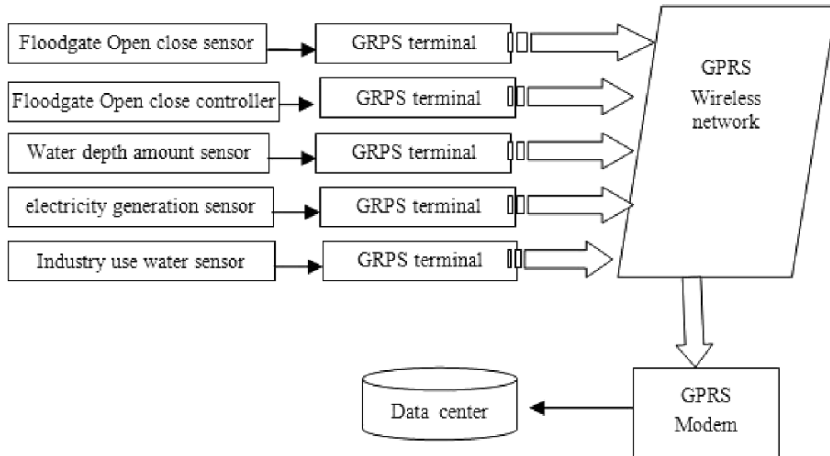 Floodgate Open close sensor
GRPS terminal
Floodgate Open close controller
GRPS terminal
Water depth amount sensor
GRPS terminal
electricity generation sensor
GRPS terminal
Industry use water sensor
GRPS terminal
GPRS
Wireless
network
GPRS
Modem
Data center